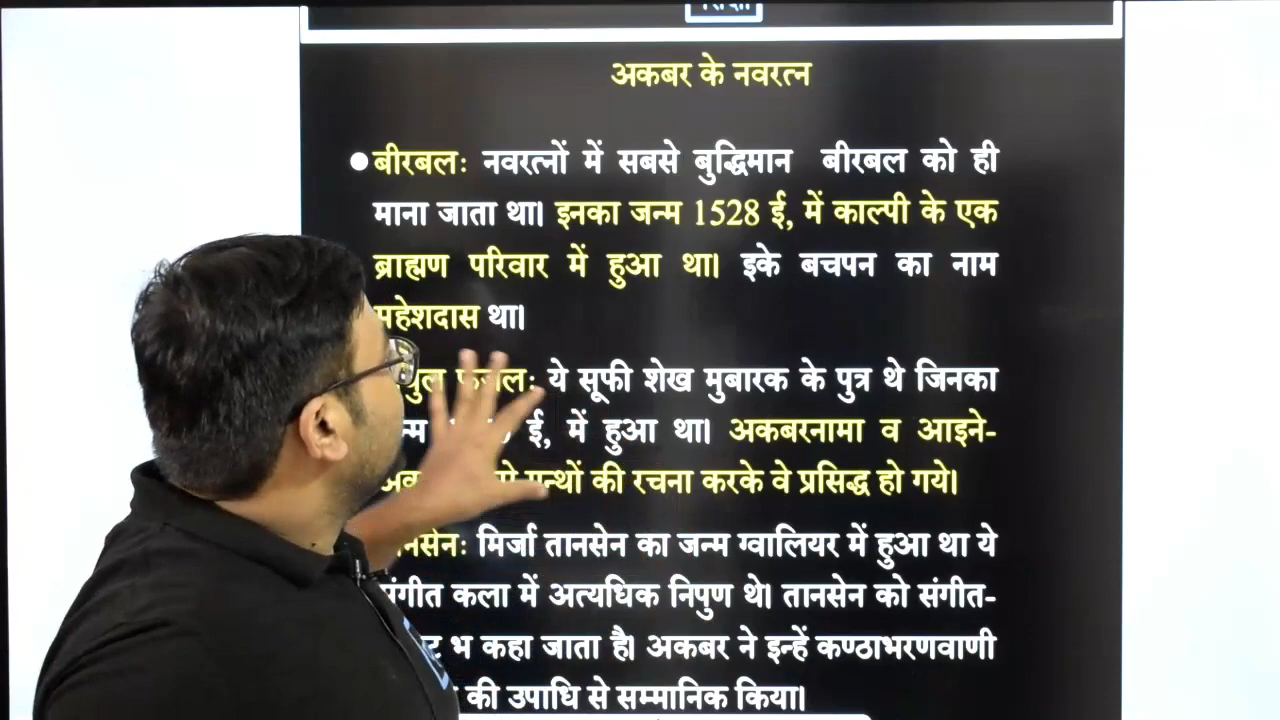 अकबर के नवरत्न
बीरबलः नवरत्नों में सबसे बुद्धिमान बीरबल को ही
माना जाता था। इनका जन्म 1528 ई, में काल्पी के एक
ब्राह्मण परिवार में हुआ था। इके बचपन का नाम
महेशदास था।
ये सूफी शेख मुबारक के पुत्र थे जिनका
ई, में हुआ था। अकबरनामा व आइने-
ग्रन्थों की रचना करके वे प्रसिद्ध हो गये।
तानसेनः मिर्जा तानसेन का जन्म ग्वालियर में हुआ था ये
संगीत कला में अत्यधिक निपुण थे। तानसेन को संगीत-
भ कहा जाता है। अकबर ने इन्हें कण्ठाभरणवाणी
की उपाधि से सम्मानिक किया।